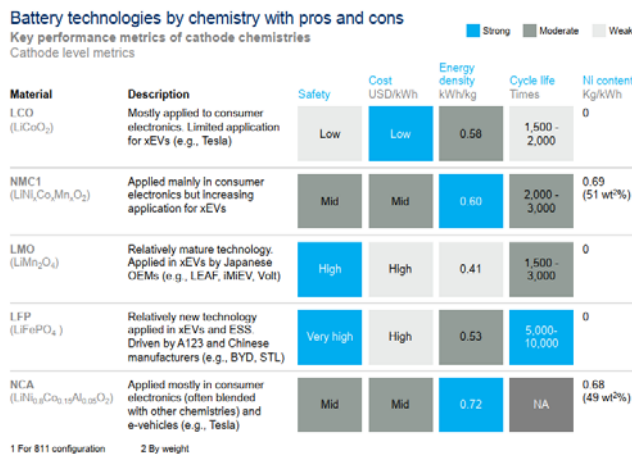 Battery technologies by chemistry with pros and cons
Key performance metrics of cathode chemistries
Cathode level metrics
Strong Moderate Weak
Material Description Safety Cost USD/kWh Energy density kWh/kg Cycle life Times Ni content Kg/kWh
LCO
(LiCoO₂)
Mostly applied to consumer
electronics. Limited application
for xEVs (e.g., Tesla)
Low Low 0.58 1,500 - 2,000 0
NMC1
(LiNiₓCoₓMnₓO₂)
Applied mainly in consumer
electronics but increasing
application for xEVs
Mid Mid 0.60 2,000 - 3,000 0.69 (51 wt²%)
LMO
(LiMn₂O₄)
Relatively mature technology.
Applied in xEVs by Japanese
OEMs (e.g., LEAF, iMiEV, Volt)
High High 0.41 1,500 - 3,000 0
LFP
(LiFePO₄ )
Relatively new technology
applied in xEVs and ESS.
Driven by A123 and Chinese
manufacturers (e.g., BYD, STL)
Very high High 0.53 5,000- 10,000 0
NCA
(LiNi₀.₈Co₀.₁₅Al₀.₀₅O₂)
Applied mostly in consumer
electronics (often blended
with other chemistries) and
e-vehicles (e.g., Tesla)
Mid Mid 0.72 NA 0.68 (49 wt²%)
1 For 811 configuration 2 By weight